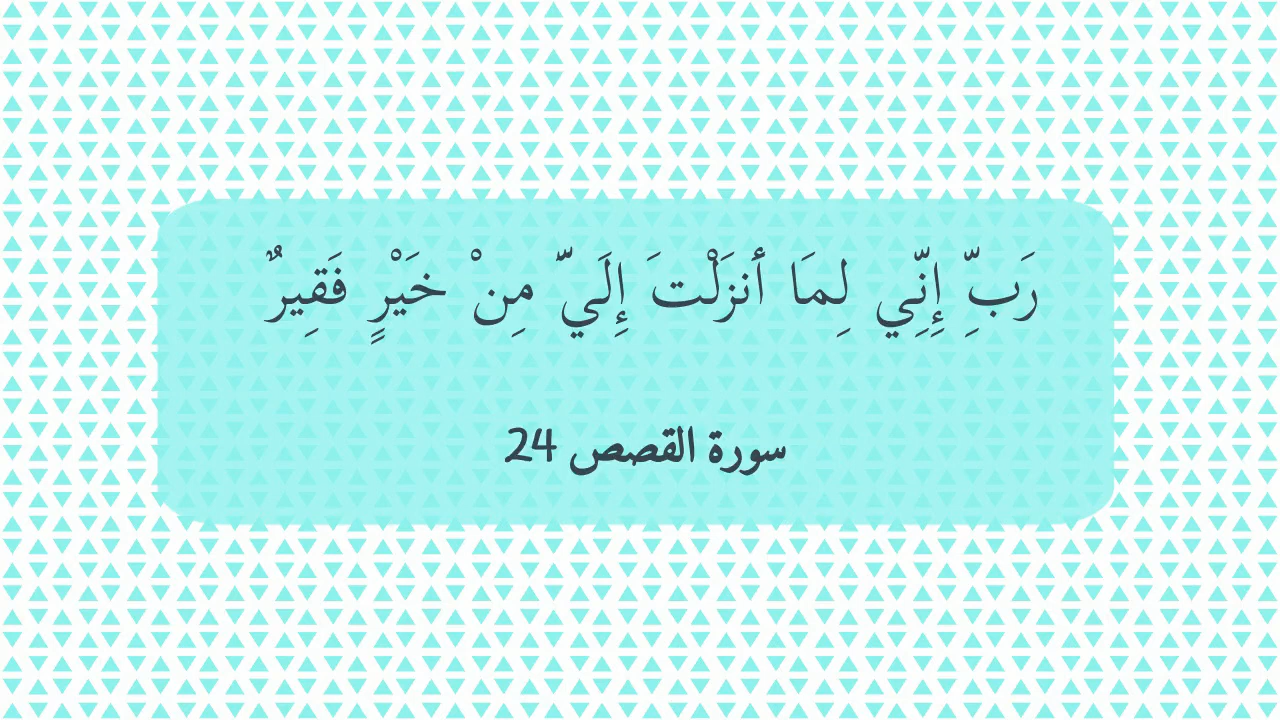 رَبِّ إِنِّي لِمَا أنزَلْتَ إِلَيّ مِنْ خَيْرٍ فَقِيرٌ
سورة القصص 24